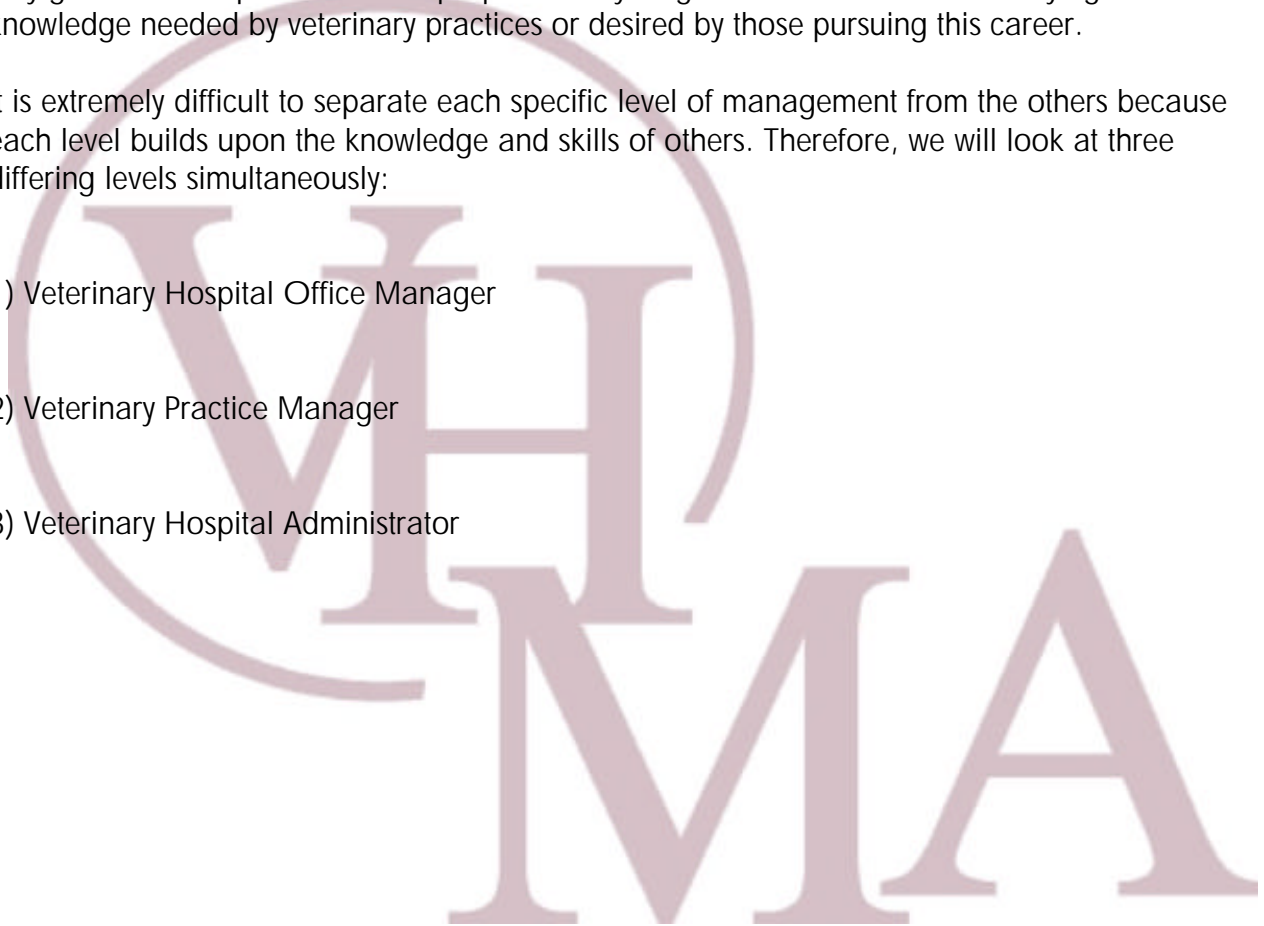 knowledge needed by veterinary practices or desired by those pursuing this career.
t is extremely difficult to separate each specific level of management from the others because
each level builds upon the knowledge and skills of others. Therefore, we will look at three
differing levels simultaneously:
) Veterinary Hospital Office Manager
2) Veterinary Practice Manager
3) Veterinary Hospital Administrator
VH
MA